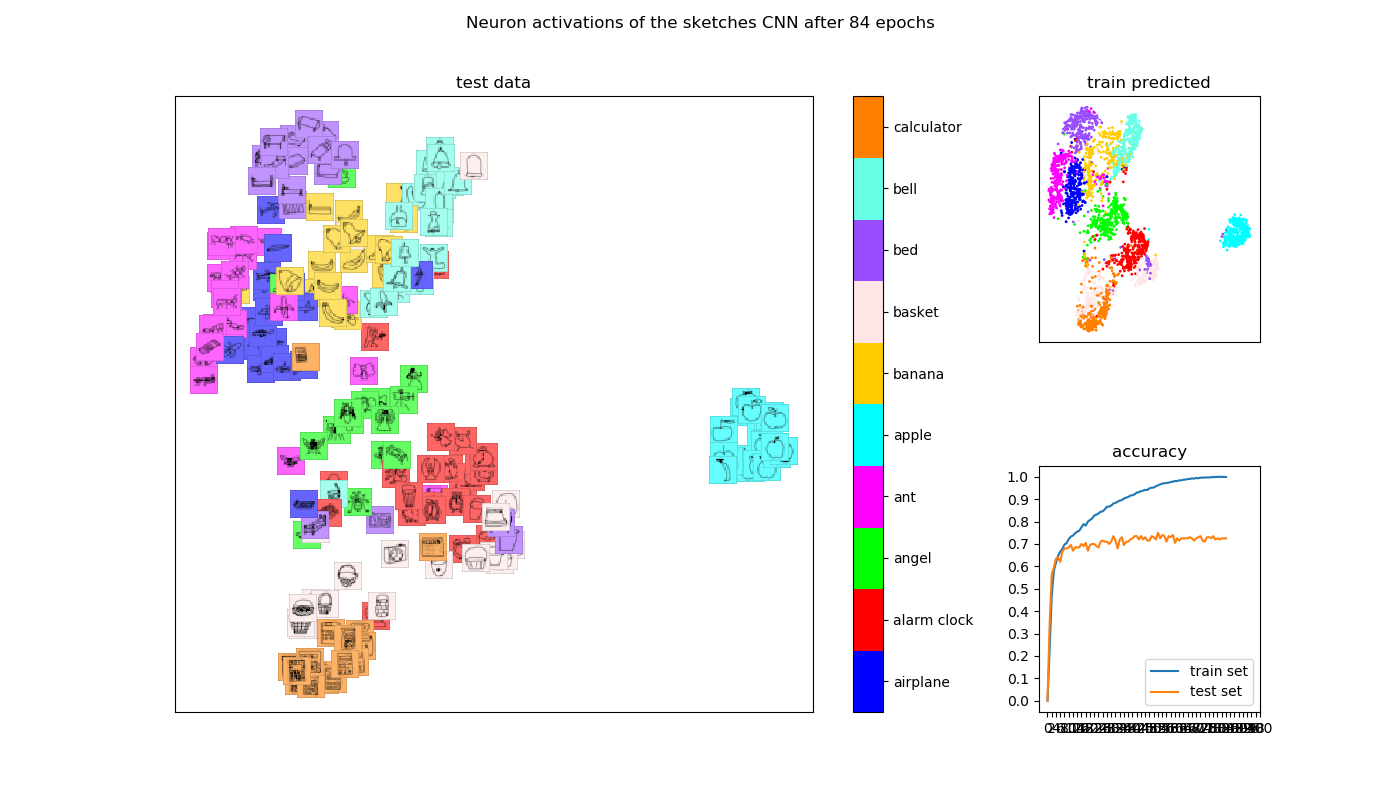 Neuron activations of the sketches CNN after 84 epochs
test data
calculator
bell
bed
basket
banana
apple
ant
angel
alarm clock
airplane
train predicted
accuracy
1.0
0.9
0.8
0.7
0.6
0.5
0.4
0.3
0.2
0.1
0.0
train set
test set